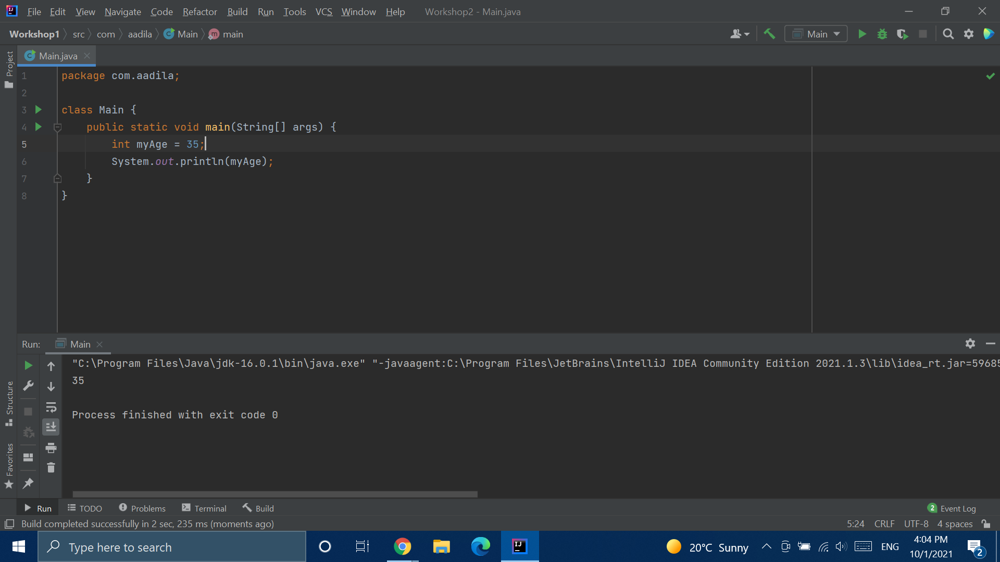 File Edit View Navigate Code Refactor Build Run Tools VCS Window Help Workshop2 - Main.java
Workshop1 src com aadila Main main
Main
Main.java
Project
1 package com.aadila;
2
3 class Main {
4 public static void main(String[] args) {
5 int myAge = 35;
6 System.out.println(myAge);
7 }
8 }
Run: Main
"C:\Program Files\Java\jdk-16.0.1\bin\java.exe" "-javaagent:C:\Program Files\JetBrains\IntelliJ IDEA Community Edition 2021.1.3\lib\idea_rt.jar=59685
35
Process finished with exit code 0
Structure
Favorites
Run TODO Problems Terminal Build 2 Event Log
Build completed successfully in 2 sec, 235 ms (moments ago) 5:24 CRLF UTF-8 4 spaces
Type here to search
20°C Sunny
ENG
4:04 PM
10/1/2021
2